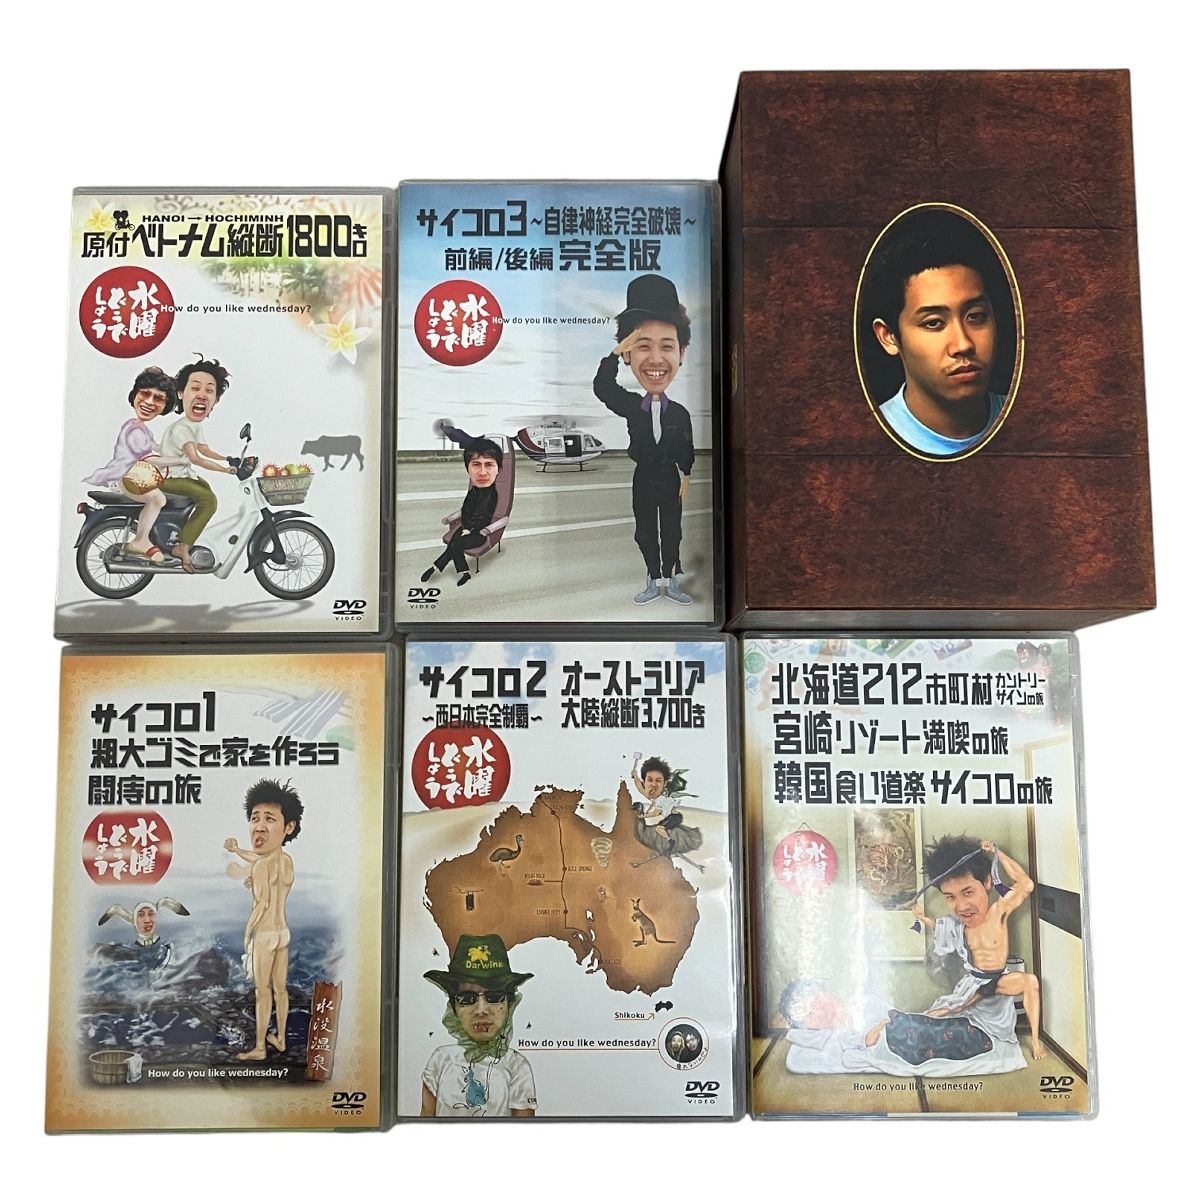 HANOI → HOCHIMINH
原付ベトナム縦断1800キロ
水曜
どうで
しょう
How do you like wednesday?
DVD
VIDEO
サイコロ3~自律神経完全破壊~
前編/後編 完全版
水曜
どうで
しょう
How do you like wednesday?
DVD
VIDEO
サイコロ1
粗大ゴミで家を作ろう
闘痔の旅
水曜
どうで
しょう
水没温泉
How do you like wednesday?
DVD
VIDEO
サイコロ2
~西日本完全制覇~
オーストラリア
大陸縦断3,700キロ
水曜
どうで
しょう
ALICE SPRINGS
AYERS ROCK
Darwin
Shikoku
How do you like wednesday?
DVD
VIDEO
北海道212市町村カントリーサインの旅
宮崎リゾート満喫の旅
韓国食い道楽サイコロの旅
水曜
どうで
しょう
How do you like wednesday?
DVD
VIDEO